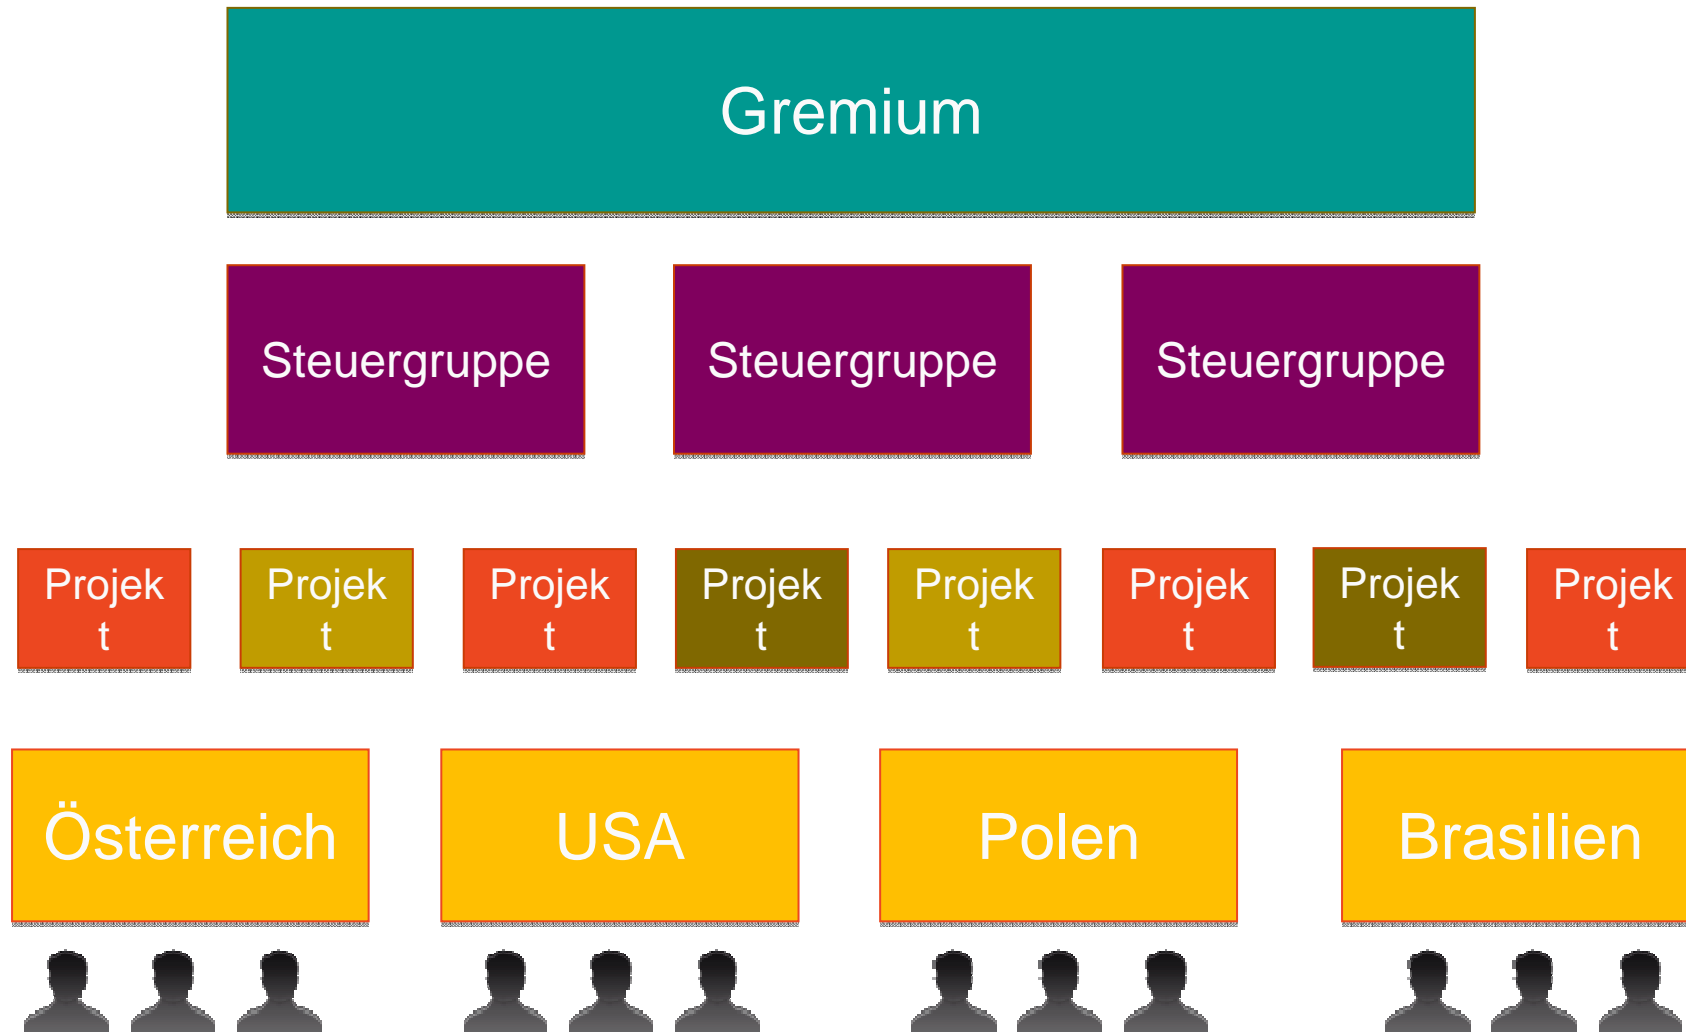 Gremium
Steuergruppe Steuergruppe Steuergruppe
Projek Projek Projek Projek Projek Projek Projek Projek
t t t t t t t t
Österreich USA Polen Brasilien